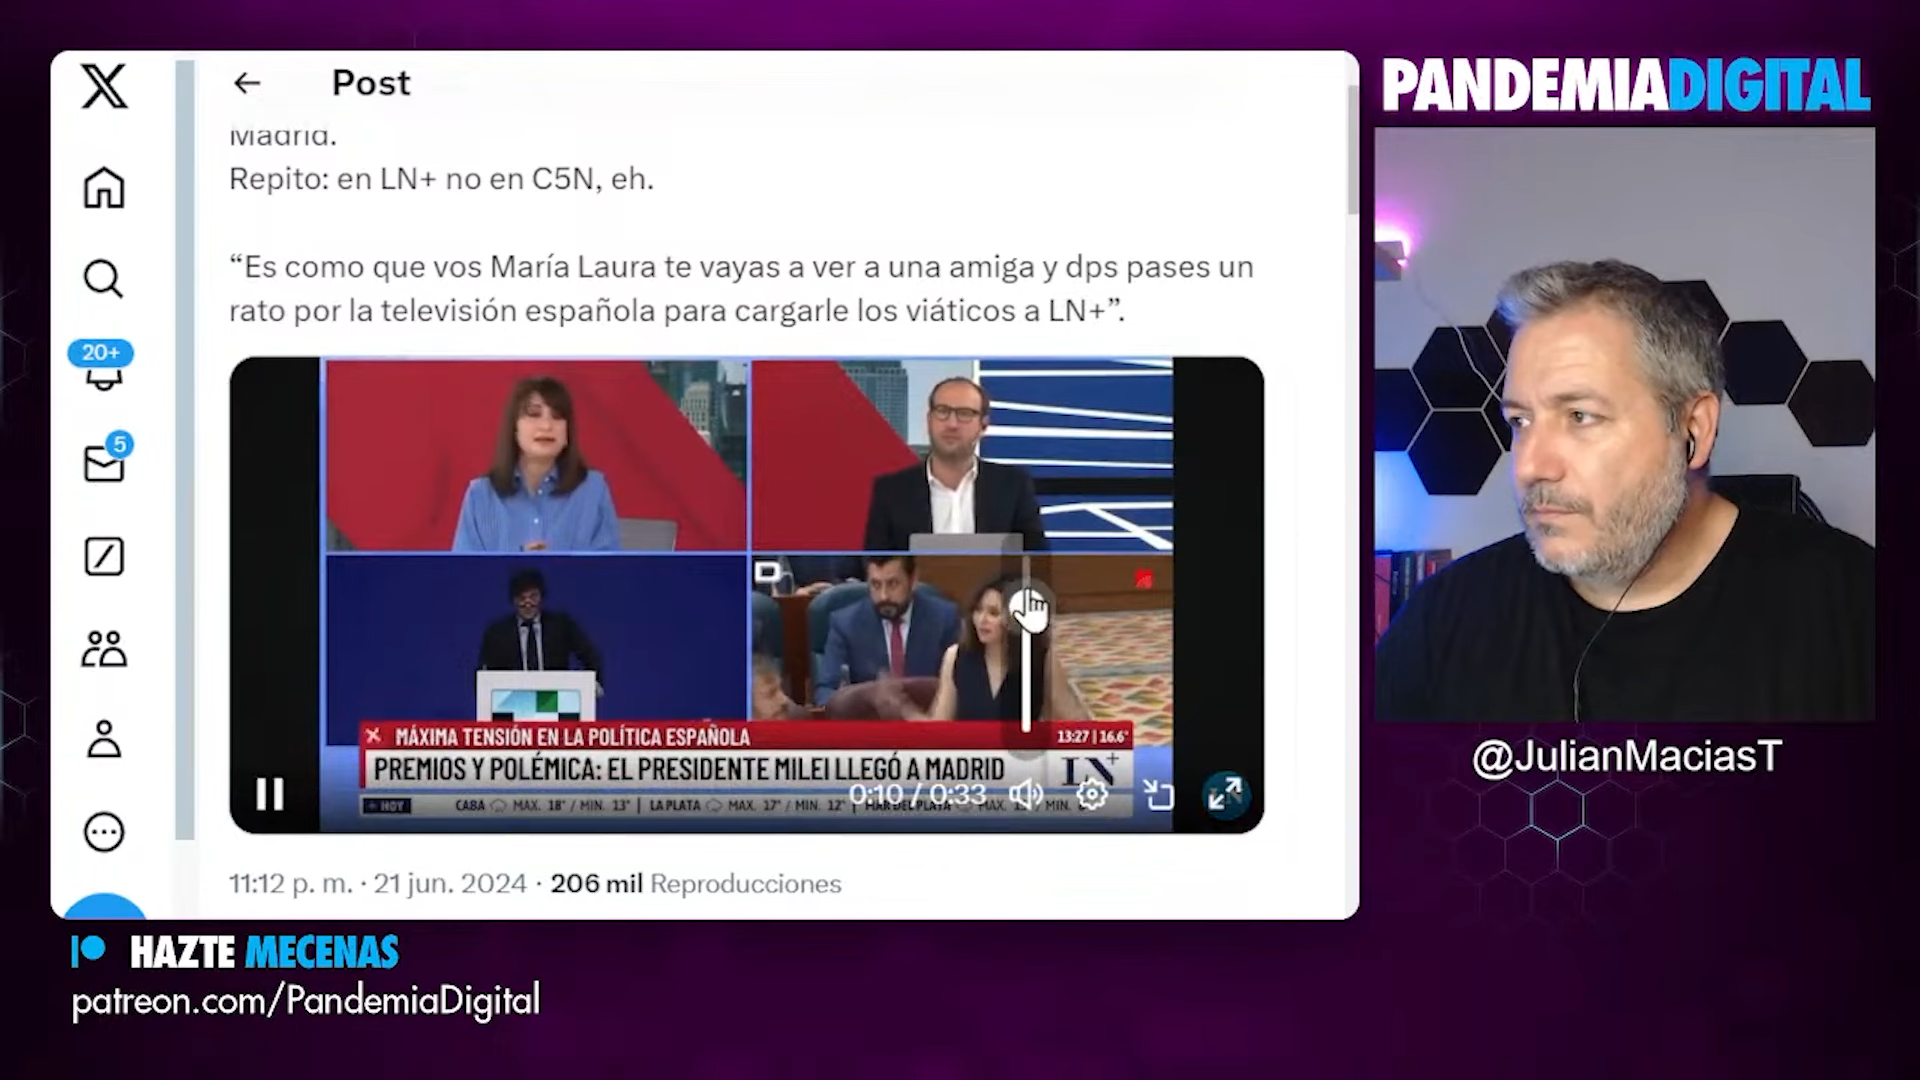 PANDEMIADIGITAL
Post
Madrid.
Repito: en LN+ no en C5N, eh.
“Es como que vos María Laura te vayas a ver a una amiga y dps pases un
rato por la televisión española para cargarle los viáticos a LN+”.
20+
5
MÁXIMA TENSIÓN EN LA POLÍTICA ESPAÑOLA
13:27 | 16.6°
PREMIOS Y POLÉMICA: EL PRESIDENTE MILEI LLEGÓ A MADRID
LN+
0:10 / 0:33
HOY CABA MAX. 18° / MIN. 13° | LA PLATA MAX. 17° / MIN. 12° | MAR DEL PLATA MAX. MIN.
11:12 p. m. · 21 jun. 2024 · 206 mil Reproducciones
@JulianMaciasT
HAZTE MECENAS
patreon.com/PandemiaDigital